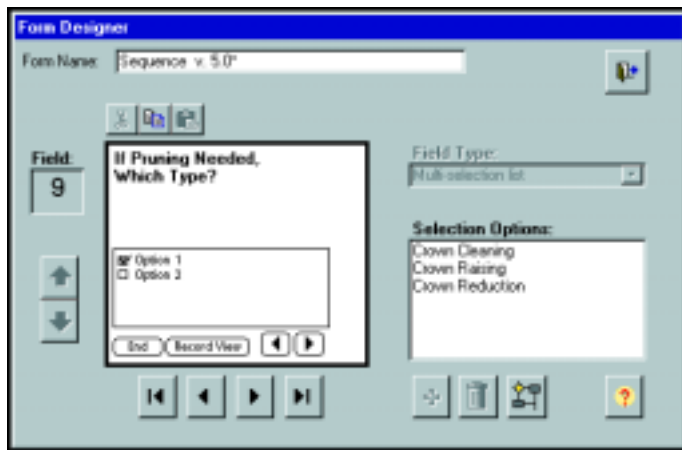 Form Designer
Form Name:
Sequence v. 5.0"
Field:
9
If Pruning Needed,
Which Type?
Option 1
Option 2
End
Record View
Field Type:
Multi-selection list
Selection Options:
Crown Cleaning
Crown Raising
Crown Reduction
?